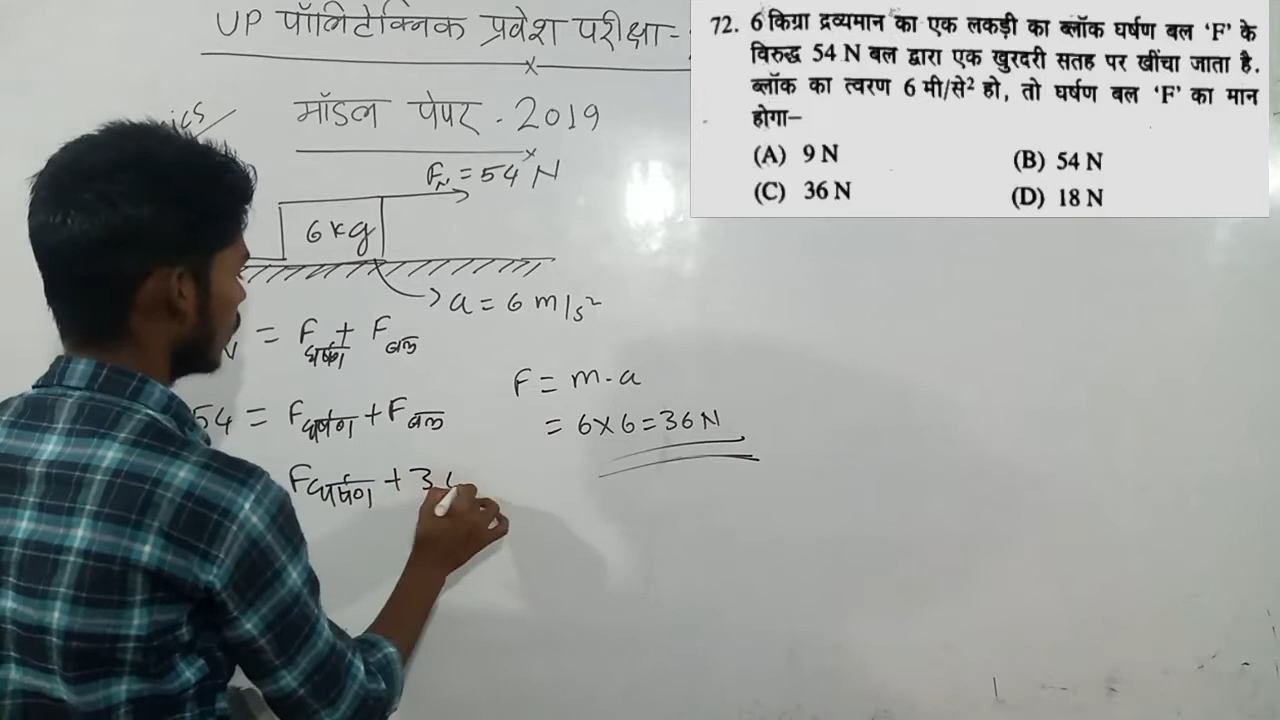 UP पॉलिटेक्निक प्रवेश परीक्षा-
मॉडल पेपर - 2019
F_N = 54 N
6 kg
a = 6 m/s²
= F घर्षण + F बल
54 = F घर्षण + F बल
F घर्षण + 3
F = m.a
= 6×6 = 36 N
72. 6 किग्रा द्रव्यमान का एक लकड़ी का ब्लॉक घर्षण बल ‘F’ के
विरुद्ध 54 N बल द्वारा एक खुरदरी सतह पर खींचा जाता है.
ब्लॉक का त्वरण 6 मी/से² हो, तो घर्षण बल ‘F’ का मान
होगा–
(A) 9 N
(B) 54 N
(C) 36 N
(D) 18 N